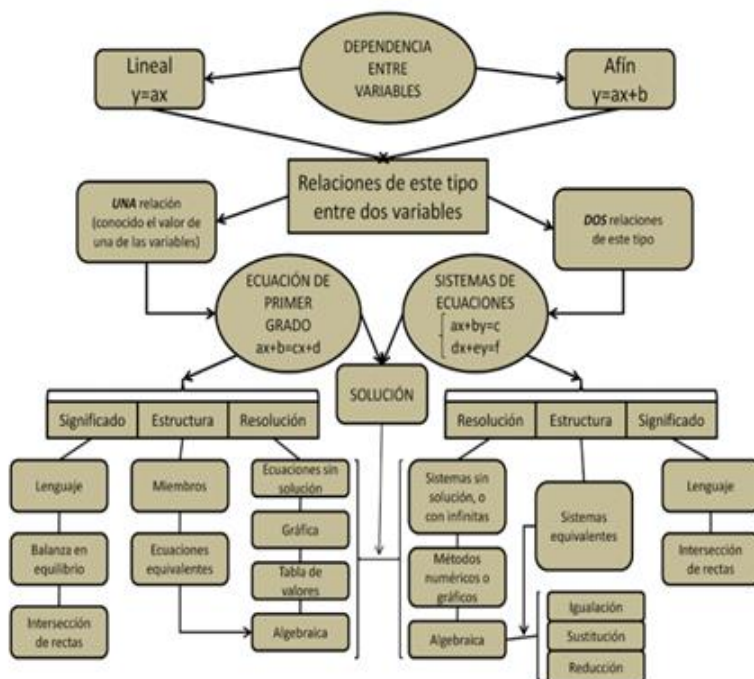 DEPENDENCIA
ENTRE
VARIABLES
Lineal
y=ax
Afín
y=ax+b
Relaciones de este tipo
entre dos variables
UNA relación
(conocido el valor de
una de las variables)
DOS relaciones
de este tipo
ECUACIÓN DE
PRIMER
GRADO
ax+b=cx+d
SISTEMAS DE
ECUACIONES
ax+by=c
dx+ey=f
SOLUCIÓN
Significado
Estructura
Resolución
Lenguaje
Balanza en
equilibrio
Intersección
de rectas
Miembros
Ecuaciones
equivalentes
Ecuaciones sin
solución
Gráfica
Tabla de
valores
Algebraica
Resolución
Estructura
Significado
Sistemas sin
solución, o
con infinitas
Métodos
numéricos o
gráficos
Algebraica
Sistemas
equivalentes
Igualación
Sustitución
Reducción
Lenguaje
Intersección
de rectas